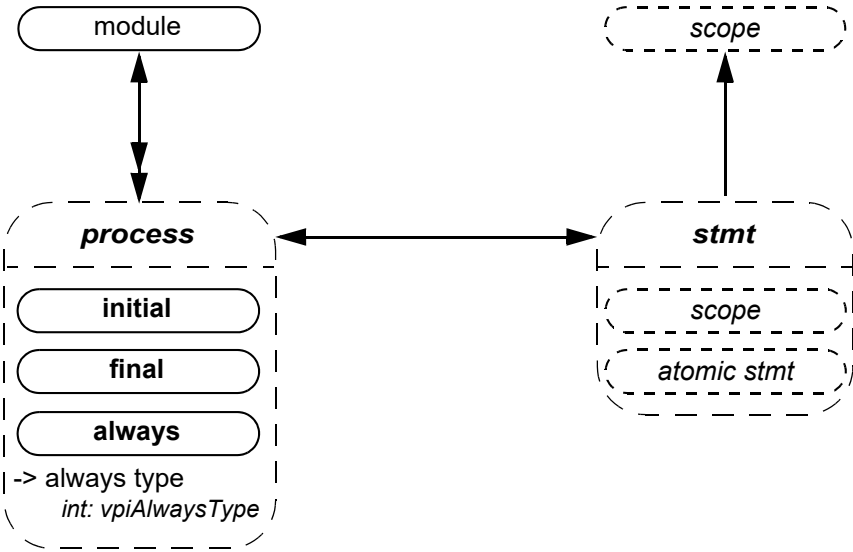 module
scope
process
stmt
initial
scope
final
atomic stmt
always
-> always type
int: vpiAlwaysType